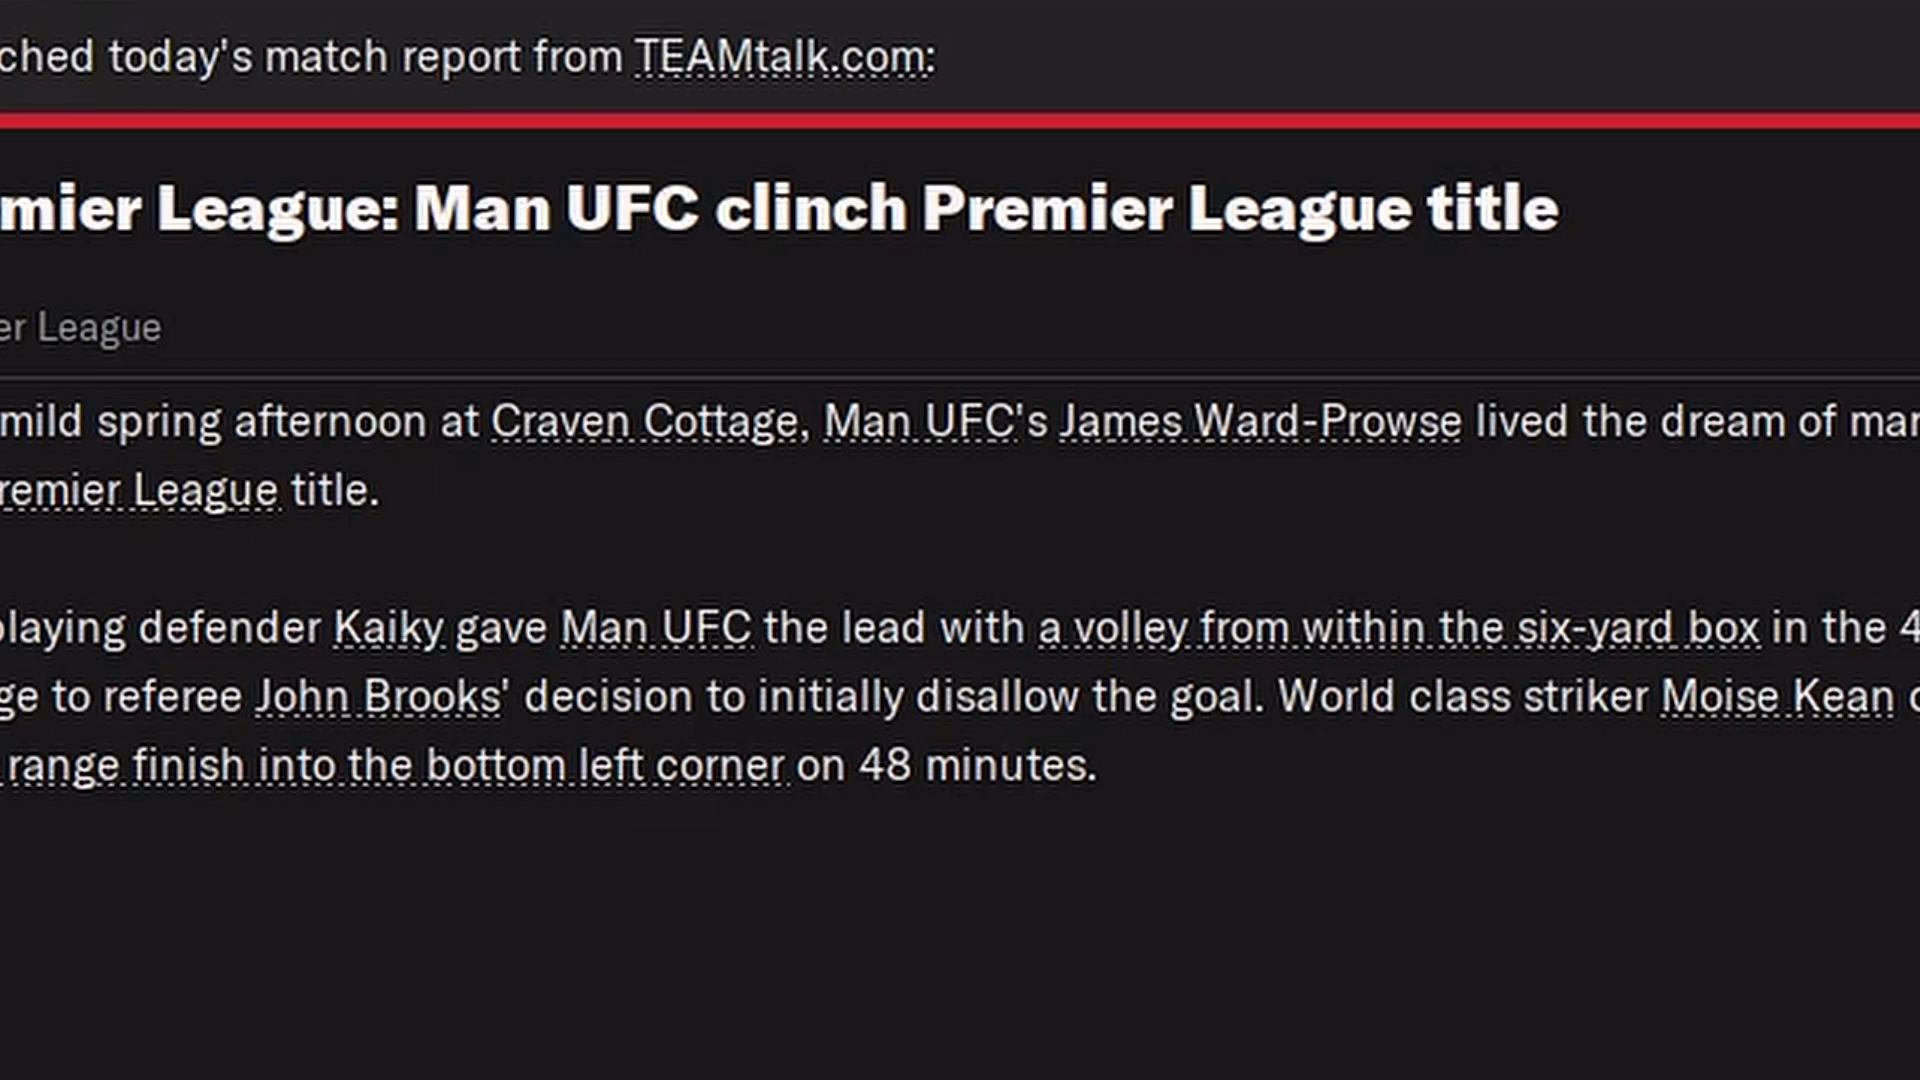 ched today's match report from TEAMtalk.com:
mier League: Man UFC clinch Premier League title
er League
mild spring afternoon at Craven Cottage, Man UFC's James Ward-Prowse lived the dream of mar
remier League title.
playing defender Kaiky gave Man UFC the lead with a volley from within the six-yard box in the 4
ge to referee John Brooks' decision to initially disallow the goal. World class striker Moise Kean c
range finish into the bottom left corner on 48 minutes.